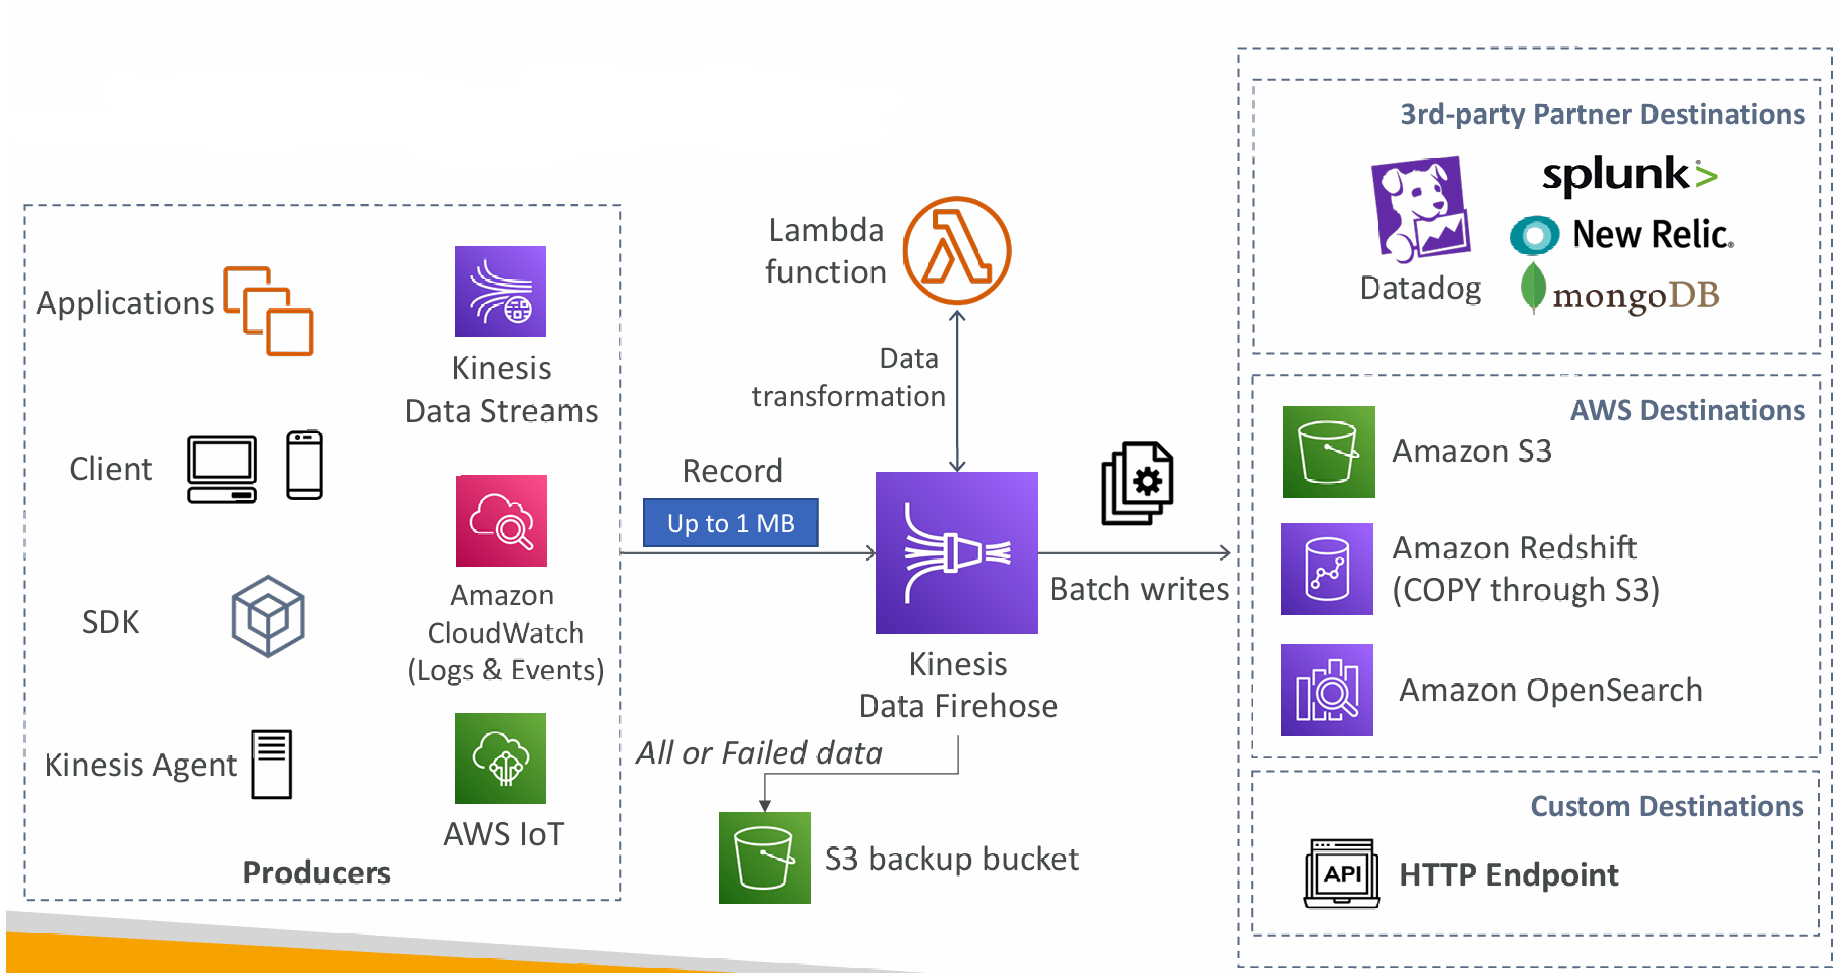 3rd-party Partner Destinations
splunk>
New Relic.
Datadog
mongoDB
Lambda
function
Applications
Kinesis
Data Streams
Data
transformation
AWS Destinations
Amazon S3
Client
Record
Up to 1 MB
Amazon Redshift
(COPY through S3)
Batch writes
SDK
Amazon
CloudWatch
(Logs & Events)
Kinesis
Data Firehose
Amazon OpenSearch
Kinesis Agent
All or Failed data
AWS IoT
Custom Destinations
Producers
S3 backup bucket
API
HTTP Endpoint